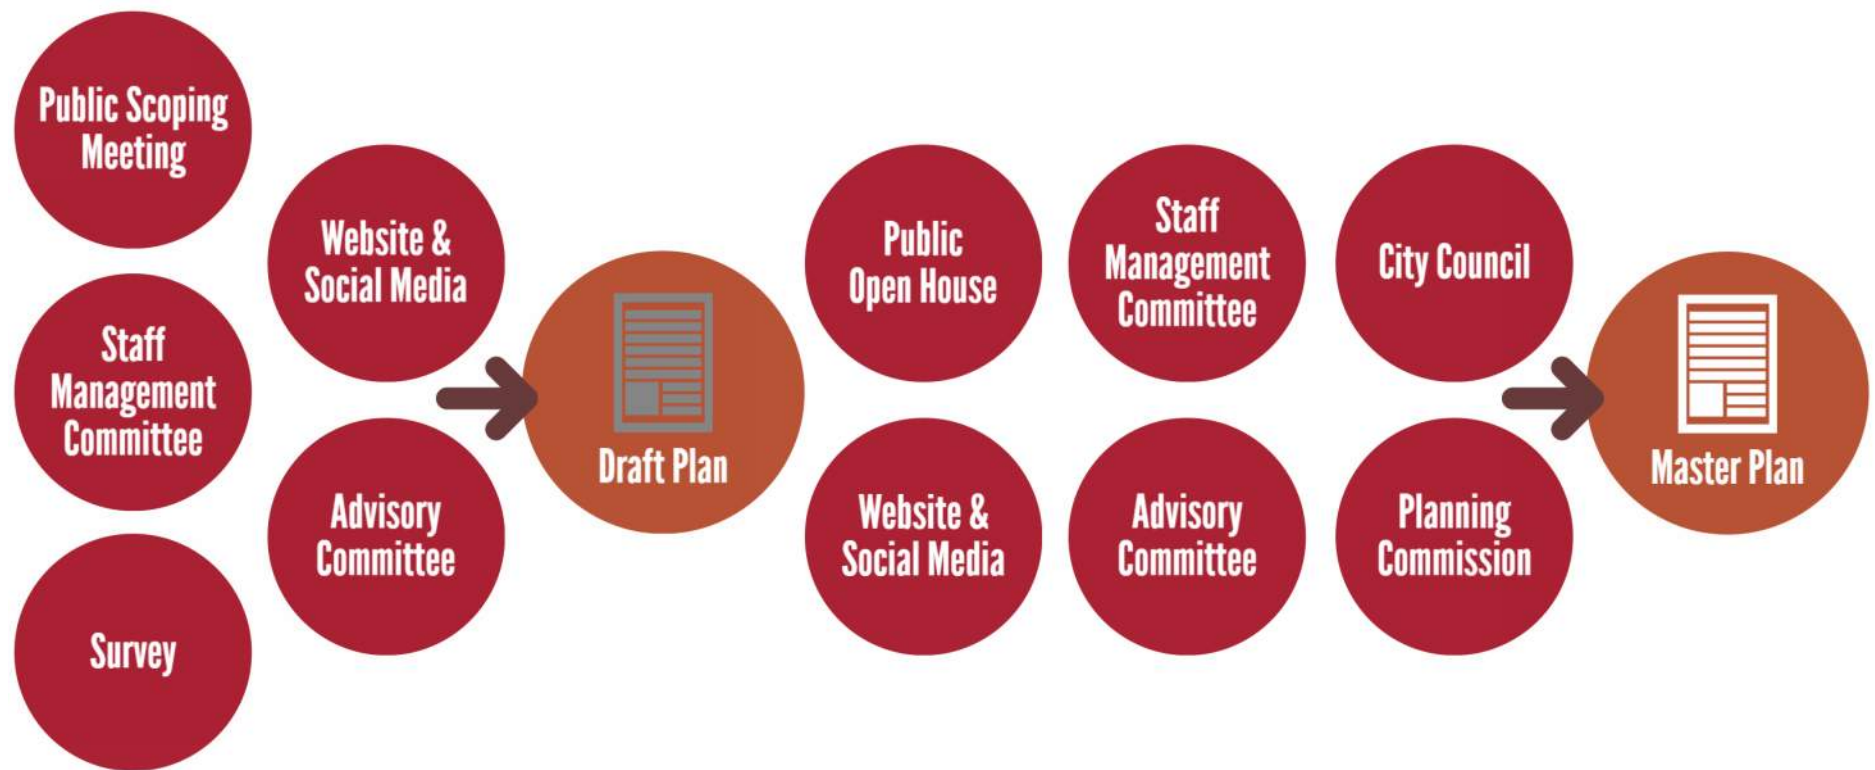 Public Scoping
Meeting
Staff
Management
Committee
Survey
Website &
Social Media
Advisory
Committee
Draft Plan
Public
Open House
Website &
Social Media
Staff
Management
Committee
Advisory
Committee
City Council
Planning
Commission
Master Plan